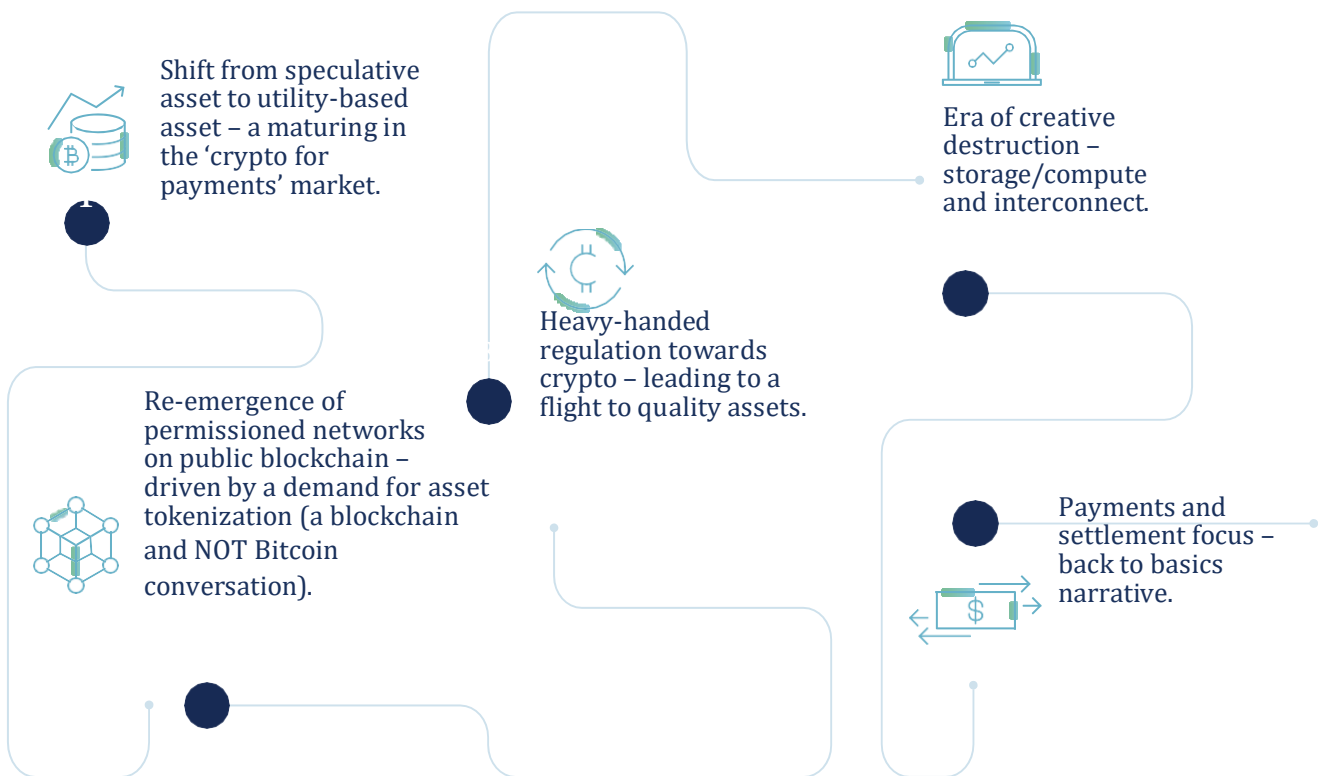 Shift from speculative
asset to utility-based
asset – a maturing in
the ‘crypto for
payments’ market.
Re-emergence of
permissioned networks
on public blockchain –
driven by a demand for asset
tokenization (a blockchain
and NOT Bitcoin
conversation).
Heavy-handed
regulation towards
crypto – leading to a
flight to quality assets.
Era of creative
destruction –
storage/compute
and interconnect.
Payments and
settlement focus –
back to basics
narrative.
$